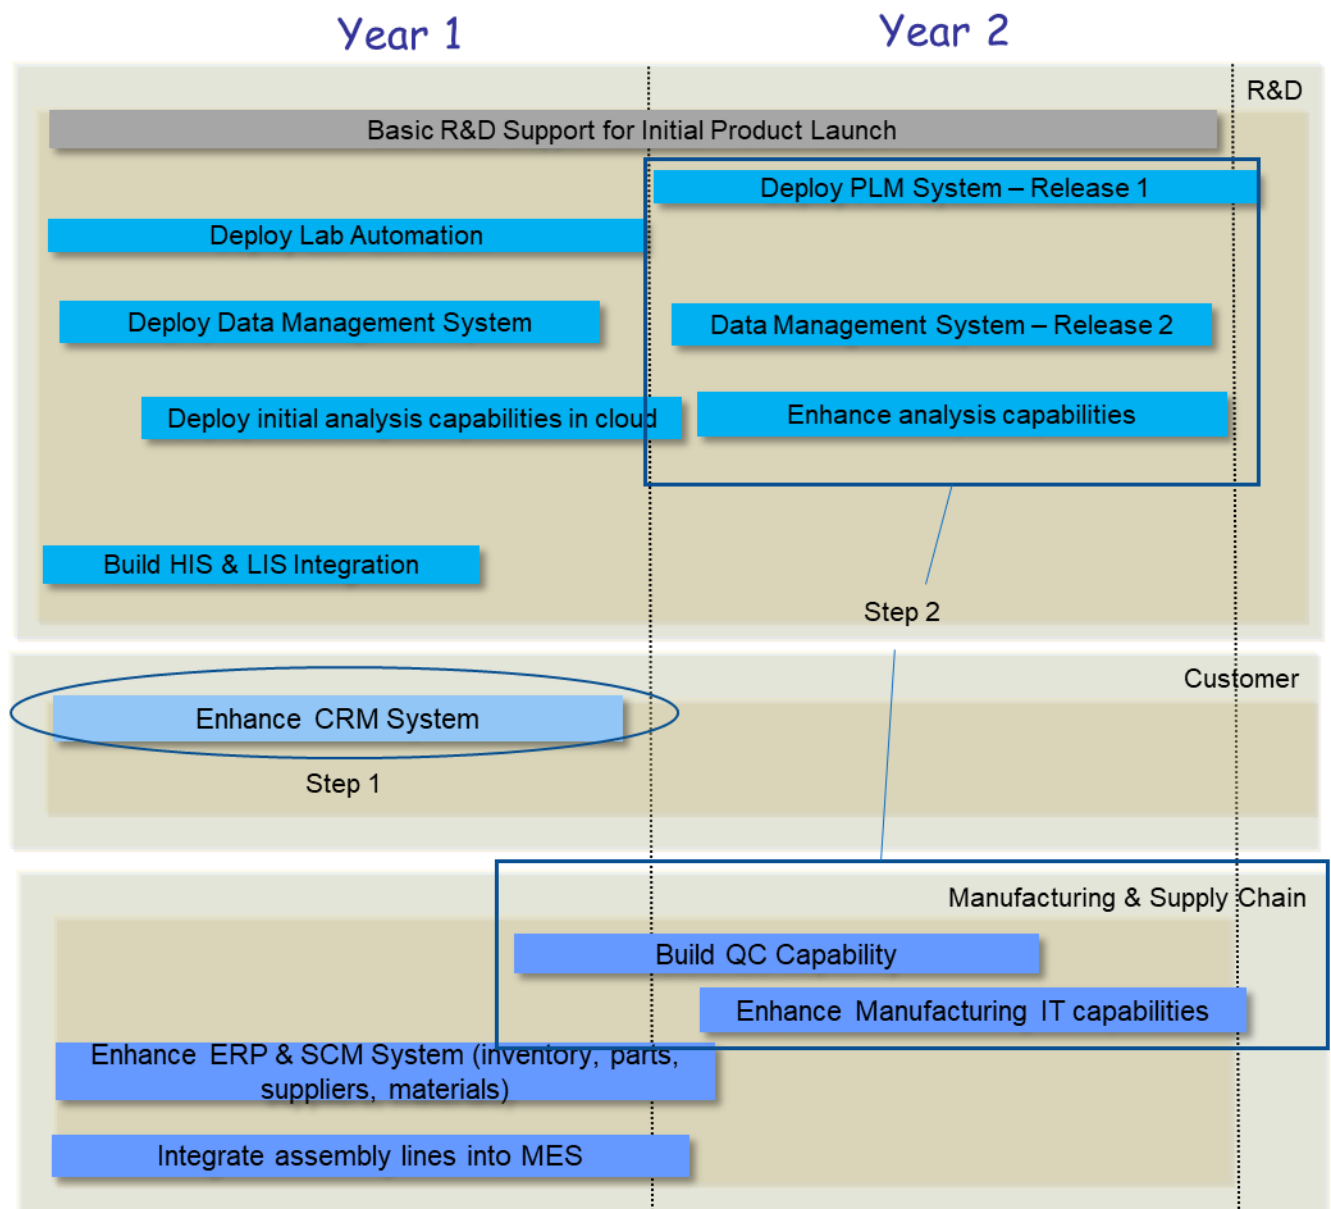 Year 1
Year 2
R&D
Basic R&D Support for Initial Product Launch
Deploy PLM System – Release 1
Deploy Lab Automation
Deploy Data Management System
Data Management System – Release 2
Deploy initial analysis capabilities in cloud
Enhance analysis capabilities
Build HIS & LIS Integration
Step 2
Customer
Enhance CRM System
Step 1
Manufacturing & Supply Chain
Build QC Capability
Enhance Manufacturing IT capabilities
Enhance ERP & SCM System (inventory, parts,
suppliers, materials)
Integrate assembly lines into MES